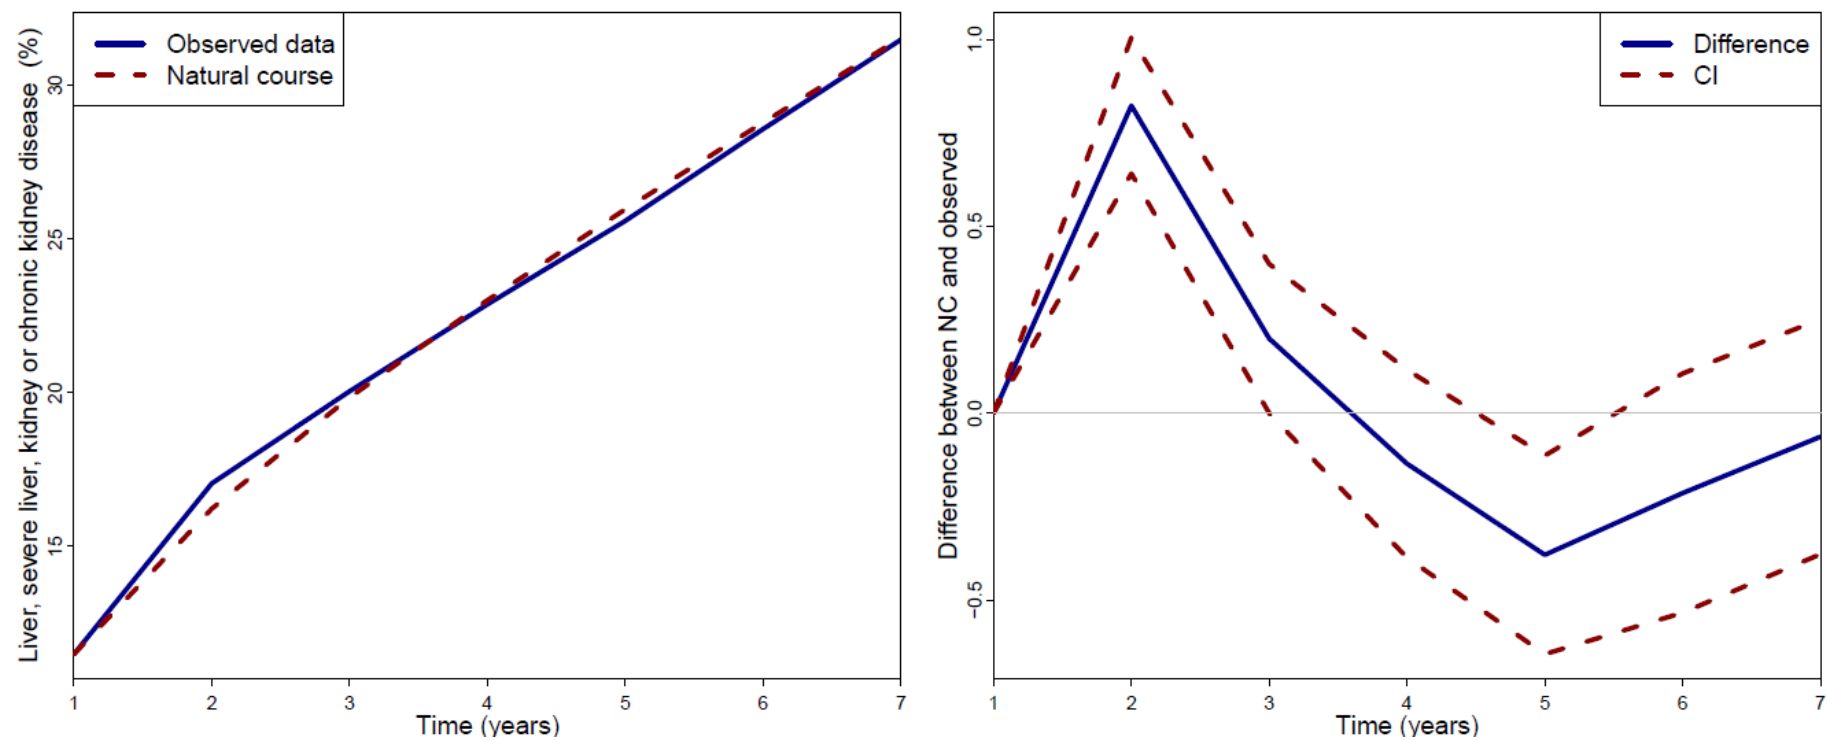 Liver, severe liver, kidney or chronic kidney disease (%)
30
25
20
15
Observed data
Natural course
1 2 3 4 5 6 7
Time (years)
Difference between NC and observed
1.0
0.5
0.0
−0.5
Difference
CI
1 2 3 4 5 6 7
Time (years)